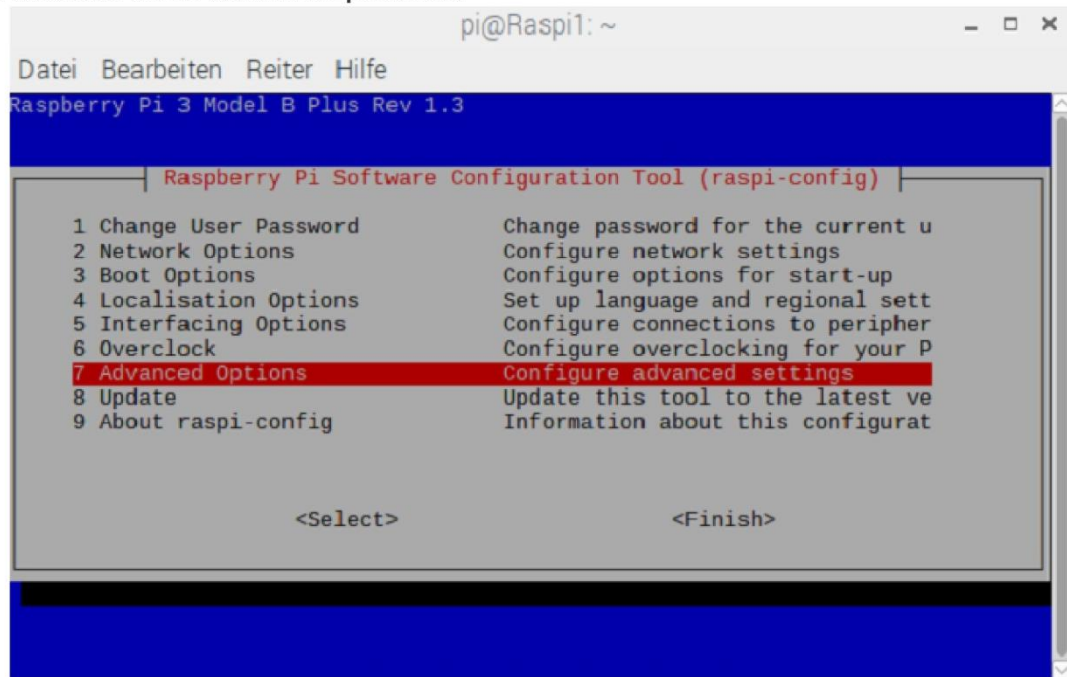 pi@Raspi1: ~
Datei Bearbeiten Reiter Hilfe
Raspberry Pi 3 Model B Plus Rev 1.3
Raspberry Pi Software Configuration Tool (raspi-config)
1 Change User Password Change password for the current u
2 Network Options Configure network settings
3 Boot Options Configure options for start-up
4 Localisation Options Set up language and regional sett
5 Interfacing Options Configure connections to peripher
6 Overclock Configure overclocking for your P
7 Advanced Options Configure advanced settings
8 Update Update this tool to the latest ve
9 About raspi-config Information about this configurat
<Select> <Finish>